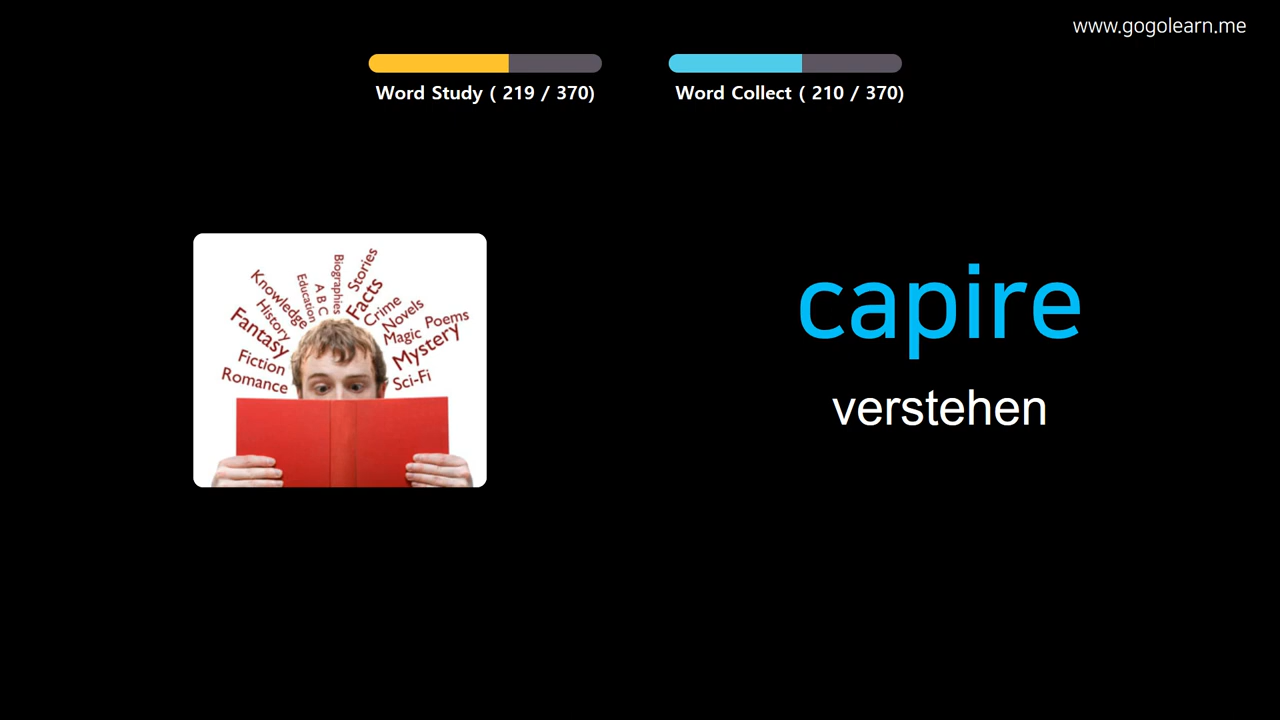 www.gogolearn.me
Word Study ( 219 / 370)
Word Collect ( 210 / 370)
Knowledge
History
Fantasy
Fiction
Romance
Education
A B C
Biographies
Stories
Facts
Crime
Novels
Magic
Poems
Mystery
Sci-Fi
capire
verstehen